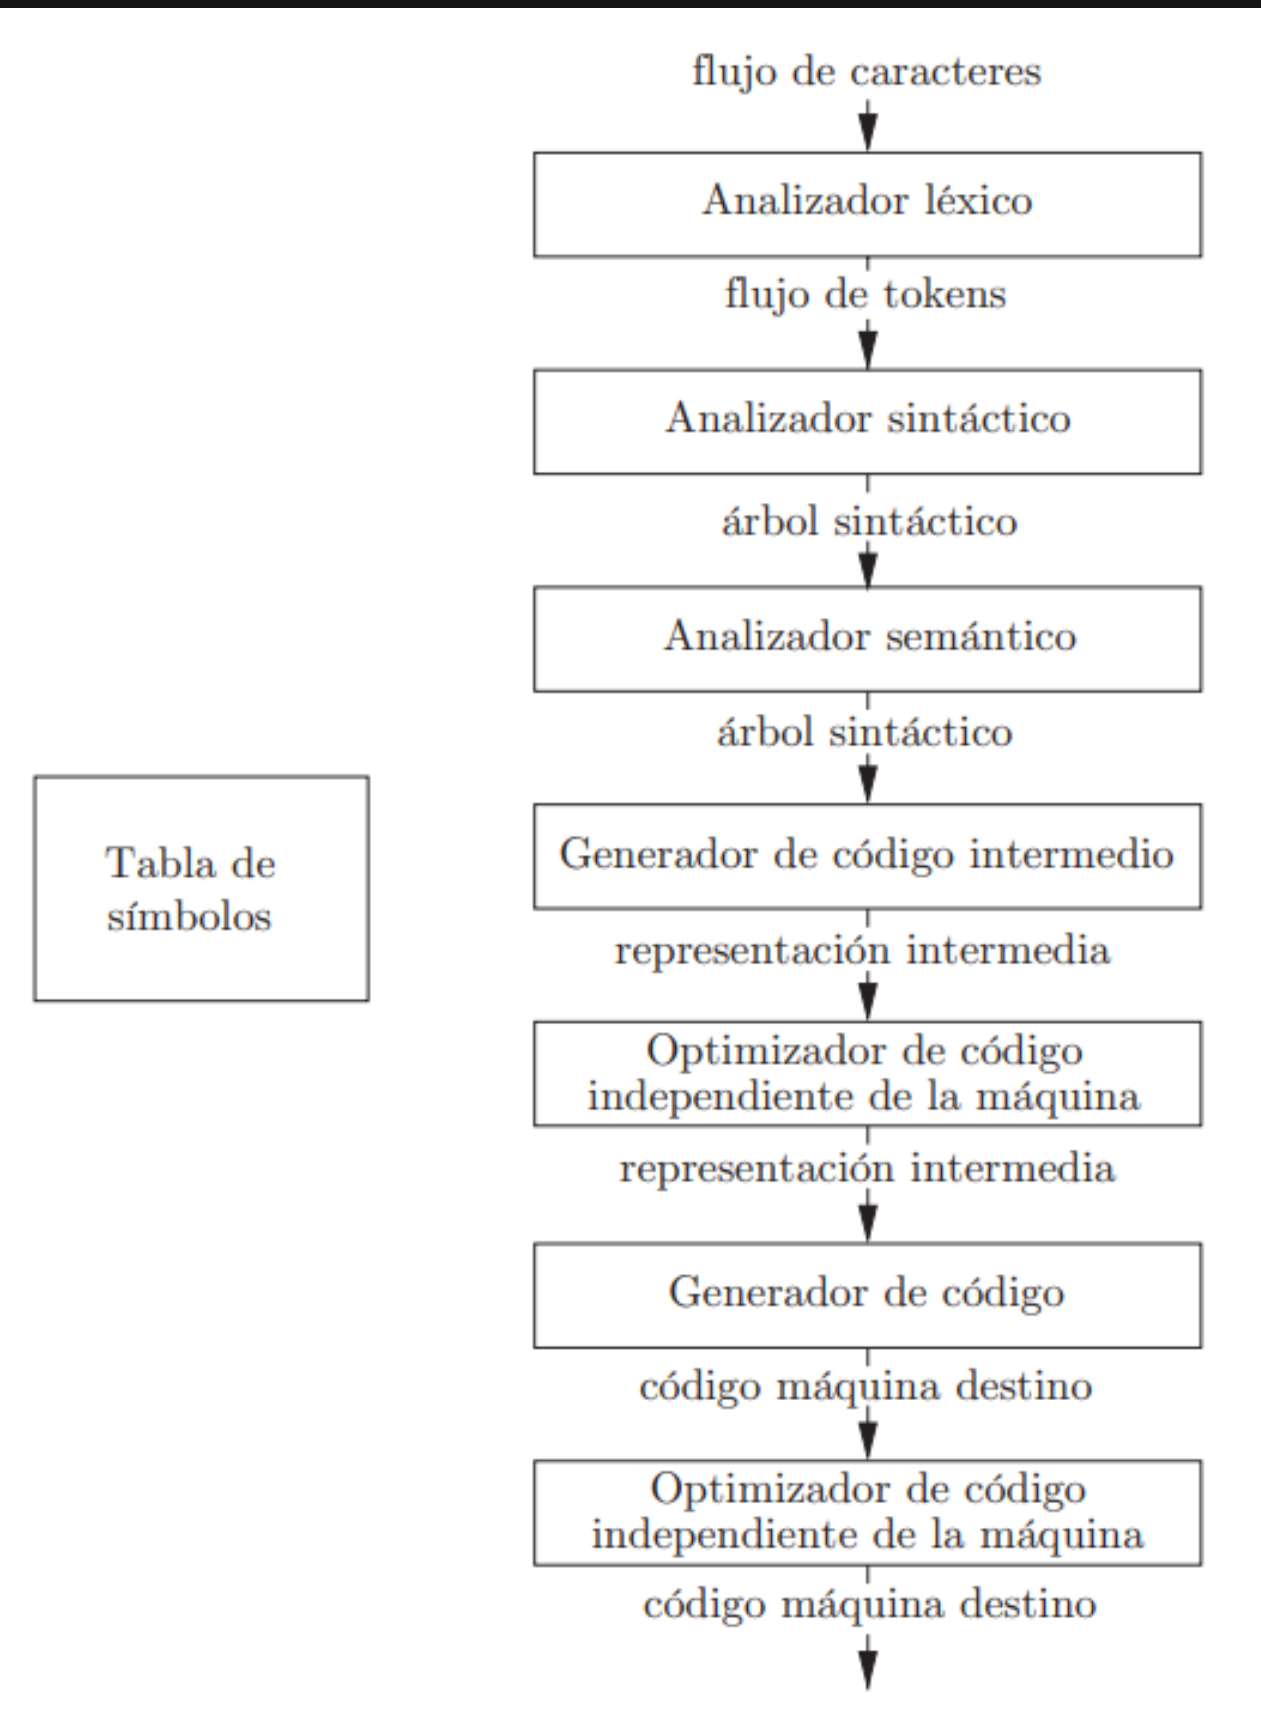 flujo de caracteres
Analizador léxico
flujo de tokens
Analizador sintáctico
árbol sintáctico
Analizador semántico
árbol sintáctico
Tabla de
símbolos
Generador de código intermedio
representación intermedia
Optimizador de código
independiente de la máquina
representación intermedia
Generador de código
código máquina destino
Optimizador de código
independiente de la máquina
código máquina destino